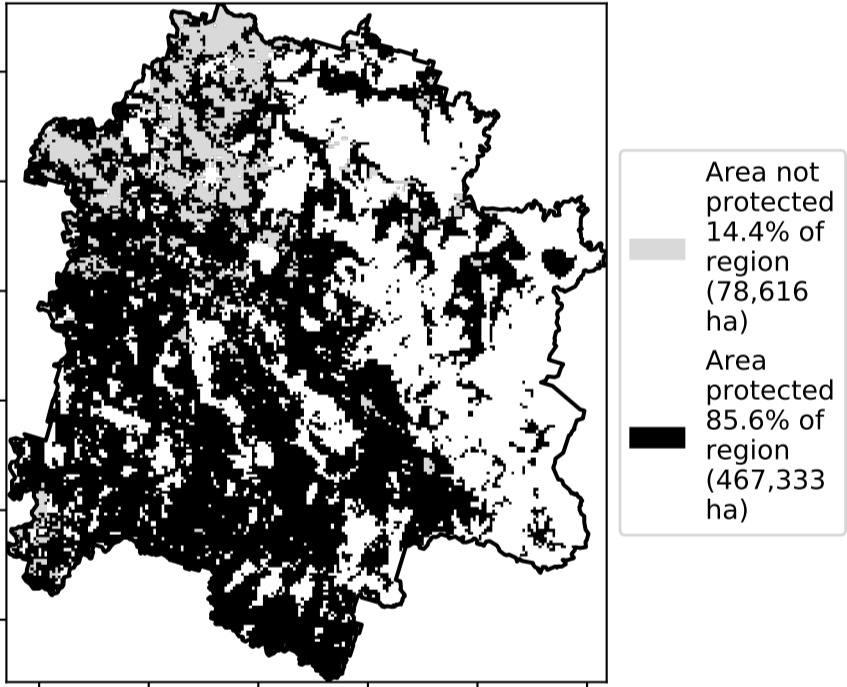 Area not
protected
14.4% of
region
(78,616
ha)
Area
protected
85.6% of
region
(467,333
ha)